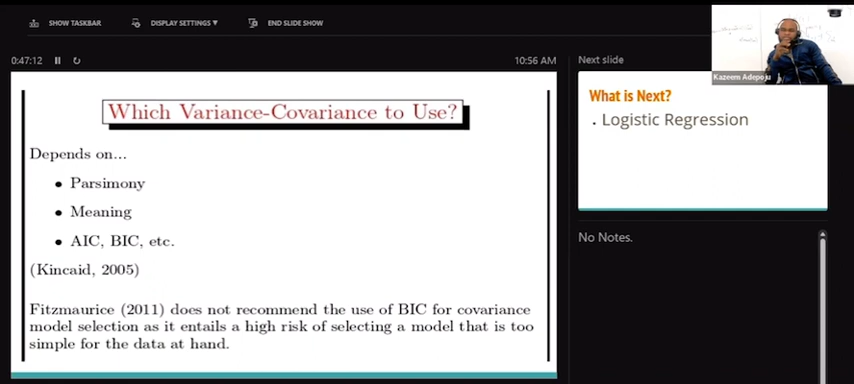 SHOW TASKBAR
DISPLAY SETTINGS ▼
END SLIDE SHOW
0:47:12
10:56 AM
Which Variance-Covariance to Use?
Depends on...
• Parsimony
• Meaning
• AIC, BIC, etc.
(Kincaid, 2005)
Fitzmaurice (2011) does not recommend the use of BIC for covariance
model selection as it entails a high risk of selecting a model that is too
simple for the data at hand.
Kazeem Adepoju
Next slide
What is Next?
. Logistic Regression
No Notes.